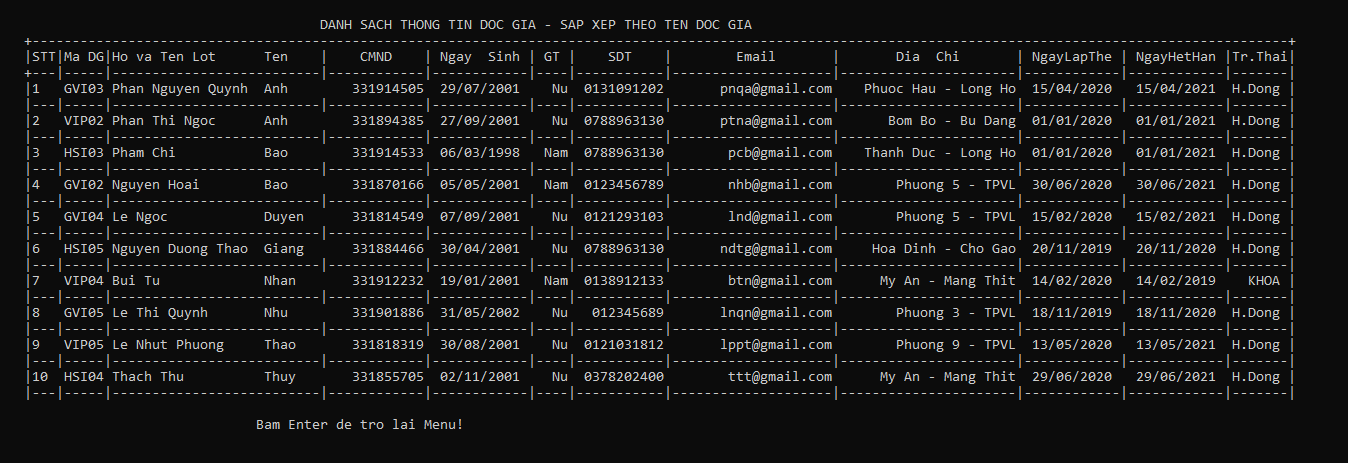 DANH SACH THONG TIN DOC GIA - SAP XEP THEO TEN DOC GIA
|STT|Ma DG|Ho va Ten Lot Ten | CMND | Ngay Sinh | GT | SDT | Email | Dia Chi | NgayLapThe | NgayHetHan |Tr.Thai|
|1 GVI03 Phan Nguyen Quynh Anh 331914505 29/07/2001 Nu 0131091202 pnqa@gmail.com Phuoc Hau - Long Ho 15/04/2020 15/04/2021 H.Dong |
|2 VIP02 Phan Thi Ngoc Anh 331894385 27/09/2001 Nu 0788963130 ptna@gmail.com Bom Bo - Bu Dang 01/01/2020 01/01/2021 H.Dong |
|3 HSI03 Pham Chi Bao 331914533 06/03/1998 Nam 0788963130 pcb@gmail.com Thanh Duc - Long Ho 01/01/2020 01/01/2021 H.Dong |
|4 GVI02 Nguyen Hoai Bao 331870166 05/05/2001 Nam 0123456789 nhb@gmail.com Phuong 5 - TPVL 30/06/2020 30/06/2021 H.Dong |
|5 GVI04 Le Ngoc Duyen 331814549 07/09/2001 Nu 0121293103 lnd@gmail.com Phuong 5 - TPVL 15/02/2020 15/02/2021 H.Dong |
|6 HSI05 Nguyen Duong Thao Giang 331884466 30/04/2001 Nu 0788963130 ndtg@gmail.com Hoa Dinh - Cho Gao 20/11/2019 20/11/2020 H.Dong |
|7 VIP04 Bui Tu Nhan 331912232 19/01/2001 Nam 0138912133 btn@gmail.com My An - Mang Thit 14/02/2020 14/02/2019 KHOA |
|8 GVI05 Le Thi Quynh Nhu 331901886 31/05/2002 Nu 012345689 lnqn@gmail.com Phuong 3 - TPVL 18/11/2019 18/11/2020 H.Dong |
|9 VIP05 Le Nhut Phuong Thao 331818319 30/08/2001 Nu 0121031812 lppt@gmail.com Phuong 9 - TPVL 13/05/2020 13/05/2021 H.Dong |
|10 HSI04 Thach Thu Thuy 331855705 02/11/2001 Nu 0378202400 ttt@gmail.com My An - Mang Thit 29/06/2020 29/06/2021 H.Dong |
Bam Enter de tro lai Menu!